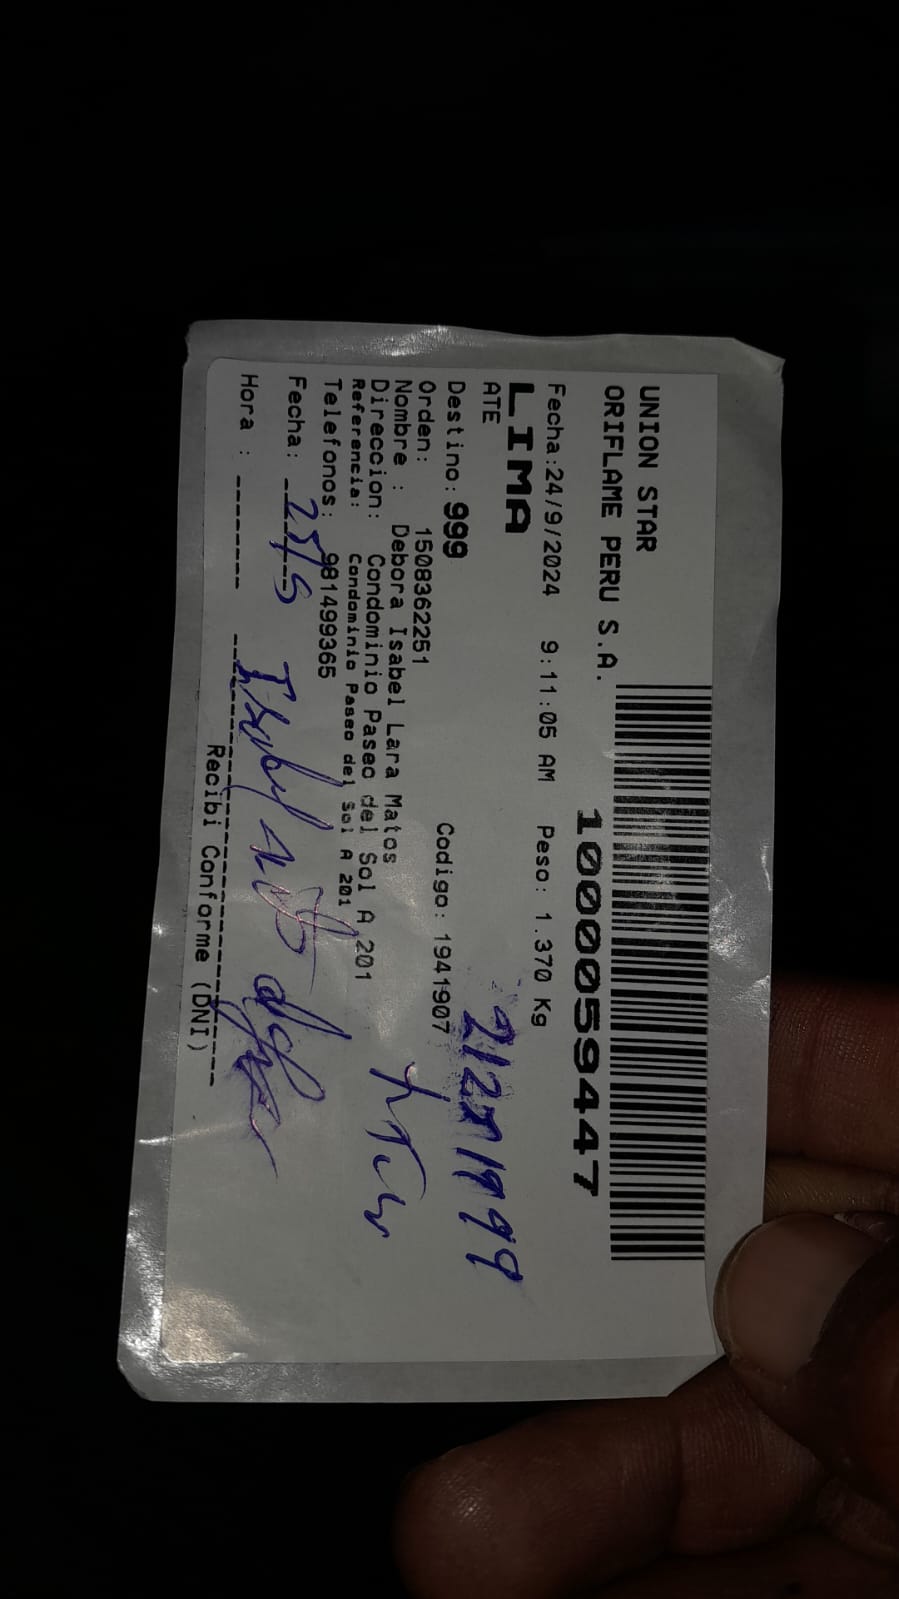 UNION STAR
ORIFLAME PERU S.A.
1000059447
Fecha:24/9/2024 9:11:05 AM Peso: 1.370 Kg
LIMA
ATE
Destino: 999
Orden: 1508362251 Codigo: 1941907
Nombre : Debora Isabel Lara Matos
Direccion: Condominio Paseo del Sol A 201
Referencia: Condominio Paseo del Sol A 201
Telefonos: 981499365
Fecha:
Hora :
Recibi Conforme (DNI)